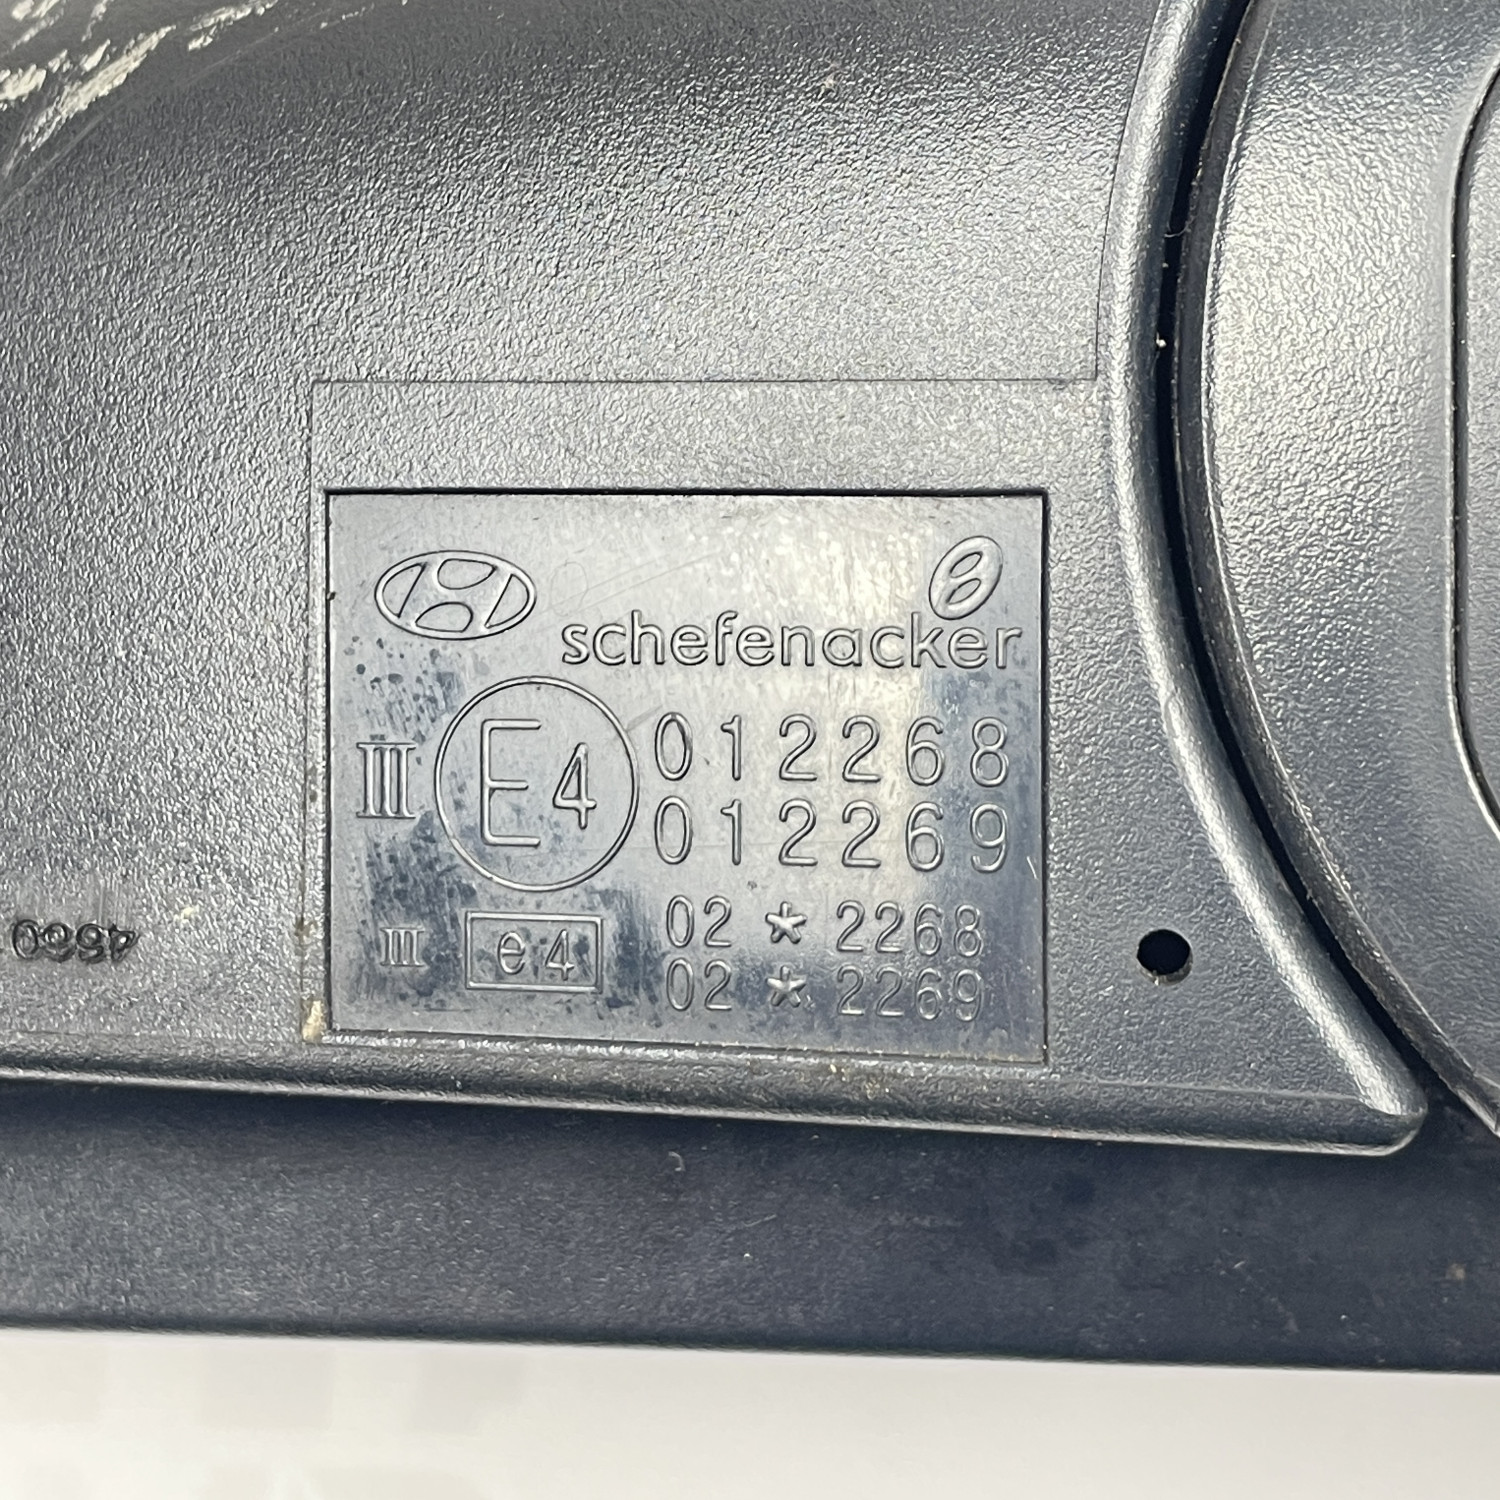 schefenacker
III E4 012268
012269
III e4 02 * 2268
02 * 2269